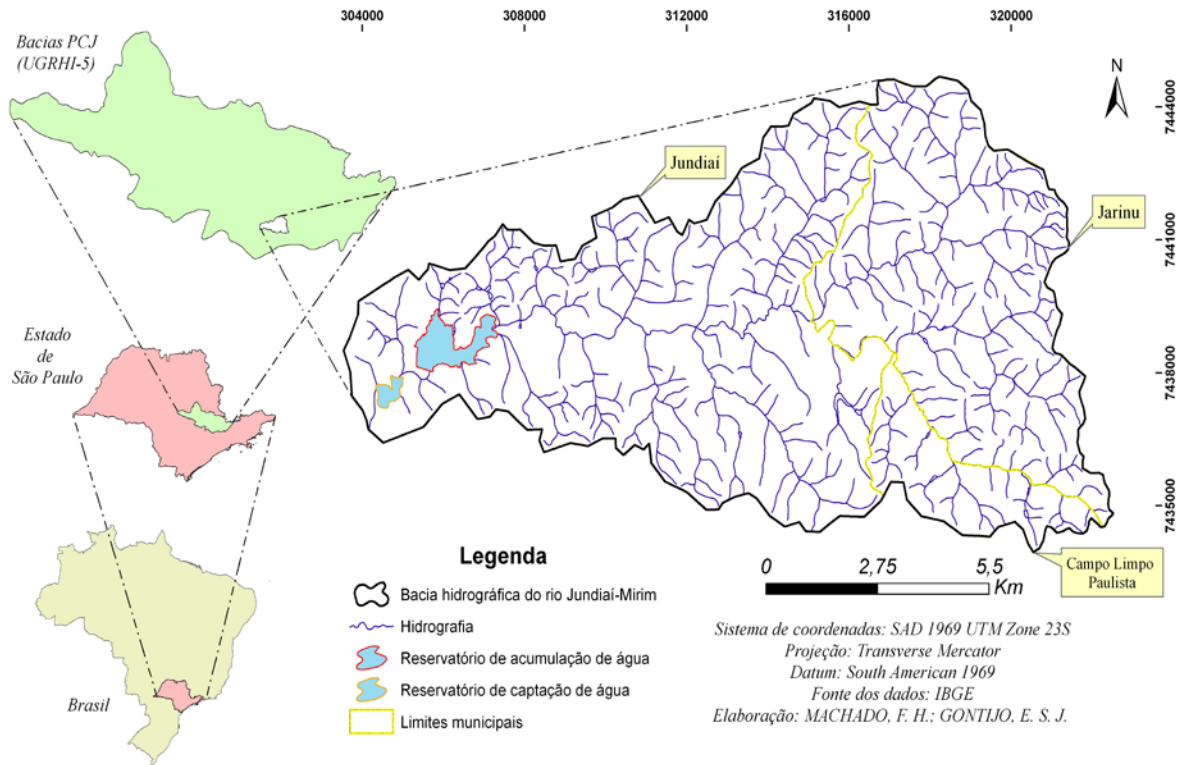 304000 308000 312000 316000 320000
Bacias PCJ
(UGRHI-5)
N
7444000
Jundiaí
Jarinu
7441000
Estado
de
São Paulo
7438000
7435000
Campo Limpo
Paulista
Brasil
Legenda
Bacia hidrográfica do rio Jundiaí-Mirim
Hidrografia
Reservatório de acumulação de água
Reservatório de captação de água
Limites municipais
0 2,75 5,5
Km
Sistema de coordenadas: SAD 1969 UTM Zone 23S
Projeção: Transverse Mercator
Datum: South American 1969
Fonte dos dados: IBGE
Elaboração: MACHADO, F. H.; GONTIJO, E. S. J.